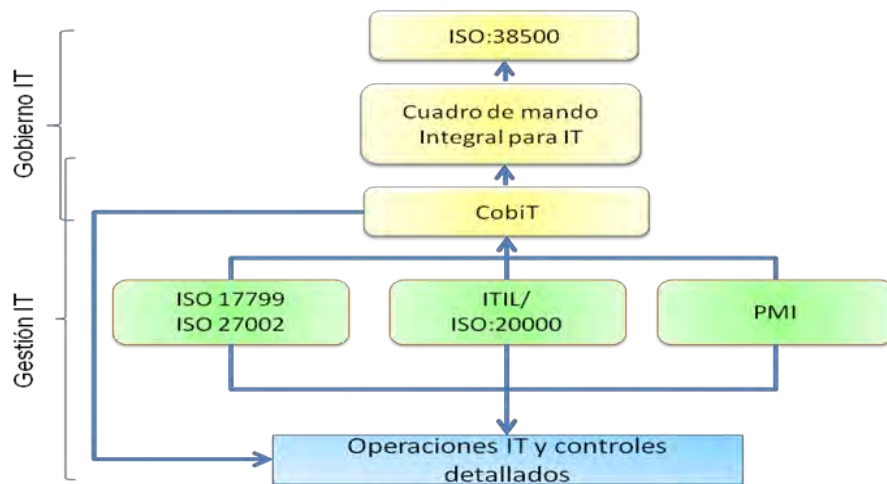 Gobierno IT
Gestión IT
ISO:38500
Cuadro de mando
Integral para IT
CobiT
ISO 17799
ISO 27002
ITIL/
ISO:20000
PMI
Operaciones IT y controles
detallados